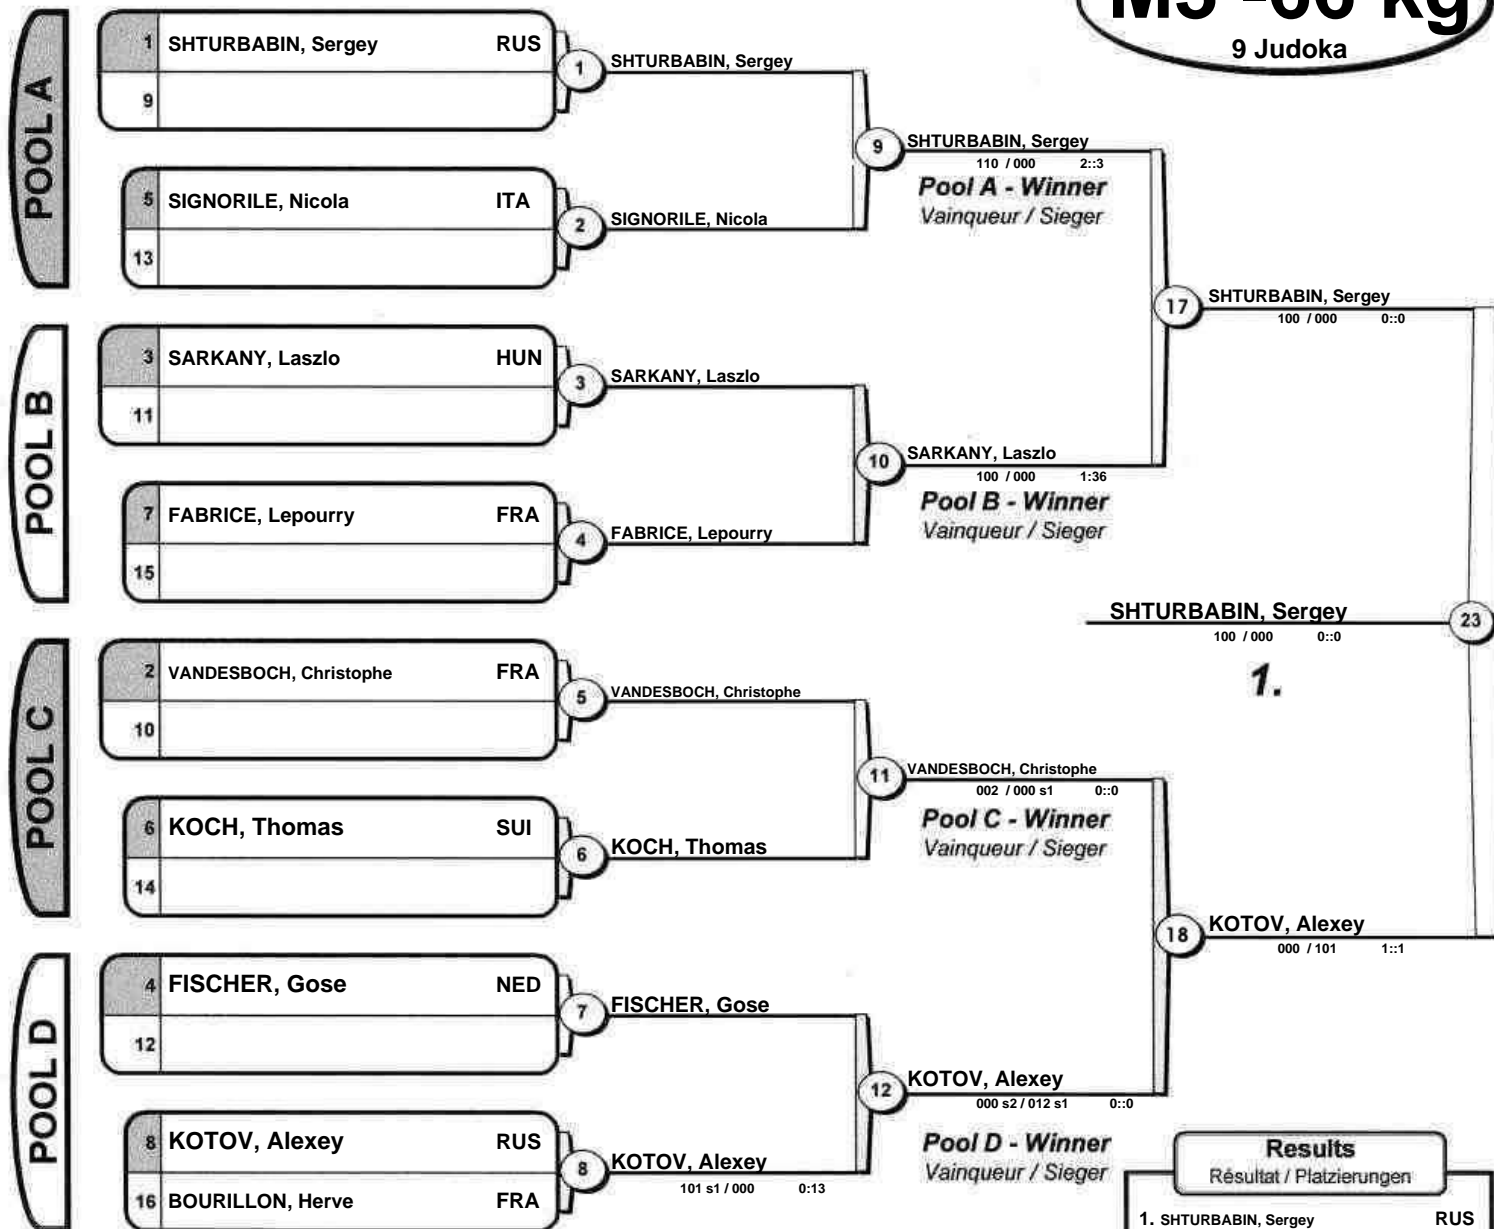 M3 -66 kg
9 Judoka
POOL A
1 SHTURBABIN, Sergey RUS
9
1 SHTURBABIN, Sergey
5 SIGNORILE, Nicola ITA
13
2 SIGNORILE, Nicola
9 SHTURBABIN, Sergey
110 / 000 2::3
Pool A - Winner
Vainqueur / Sieger
POOL B
3 SARKANY, Laszlo HUN
11
3 SARKANY, Laszlo
7 FABRICE, Lepourry FRA
15
4 FABRICE, Lepourry
10 SARKANY, Laszlo
100 / 000 1:36
Pool B - Winner
Vainqueur / Sieger
17 SHTURBABIN, Sergey
100 / 000 0::0
SHTURBABIN, Sergey 23
100 / 000 0::0
1.
POOL C
2 VANDESBOCH, Christophe FRA
10
5 VANDESBOCH, Christophe
6 KOCH, Thomas SUI
14
6 KOCH, Thomas
11 VANDESBOCH, Christophe
002 / 000 s1 0::0
Pool C - Winner
Vainqueur / Sieger
POOL D
4 FISCHER, Gose NED
12
7 FISCHER, Gose
8 KOTOV, Alexey RUS
16 BOURILLON, Herve FRA
8 KOTOV, Alexey
101 s1 / 000 0:13
12 KOTOV, Alexey
000 s2 / 012 s1 0::0
Pool D - Winner
Vainqueur / Sieger
18 KOTOV, Alexey
000 / 101 1::1
Results
Résultat / Platzierungen
1. SHTURBABIN, Sergey RUS